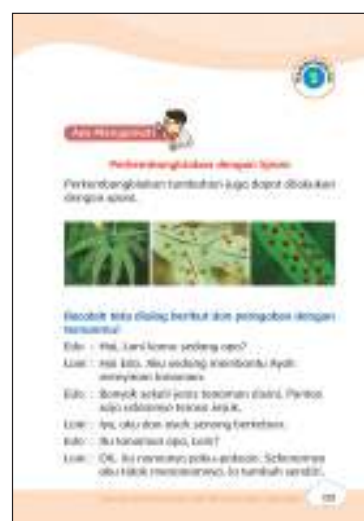 Ayo Mengamati
Perkembangbiakan dengan Spora
Perkembangbiakan tumbuhan juga dapat dilakukan
dengan spora.
Bacalah teks dialog berikut dan peragakan dengan
temanmu!
Edo : Hai, Lani kamu sedang apa?
Lani : Hai Edo. Aku sedang membantu Ayah
menyiram tanaman.
Edo : Banyak sekali jenis tanaman disini. Pantas
saja udaranya terasa sejuk.
Lani : Iya, aku dan ayah senang berkebun.
Edo : Itu tanaman apa, Lani?
Lani : Oh, itu namanya paku-pakuan. Sebenarnya
aku tidak menanamnya. Ia tumbuh sendiri.